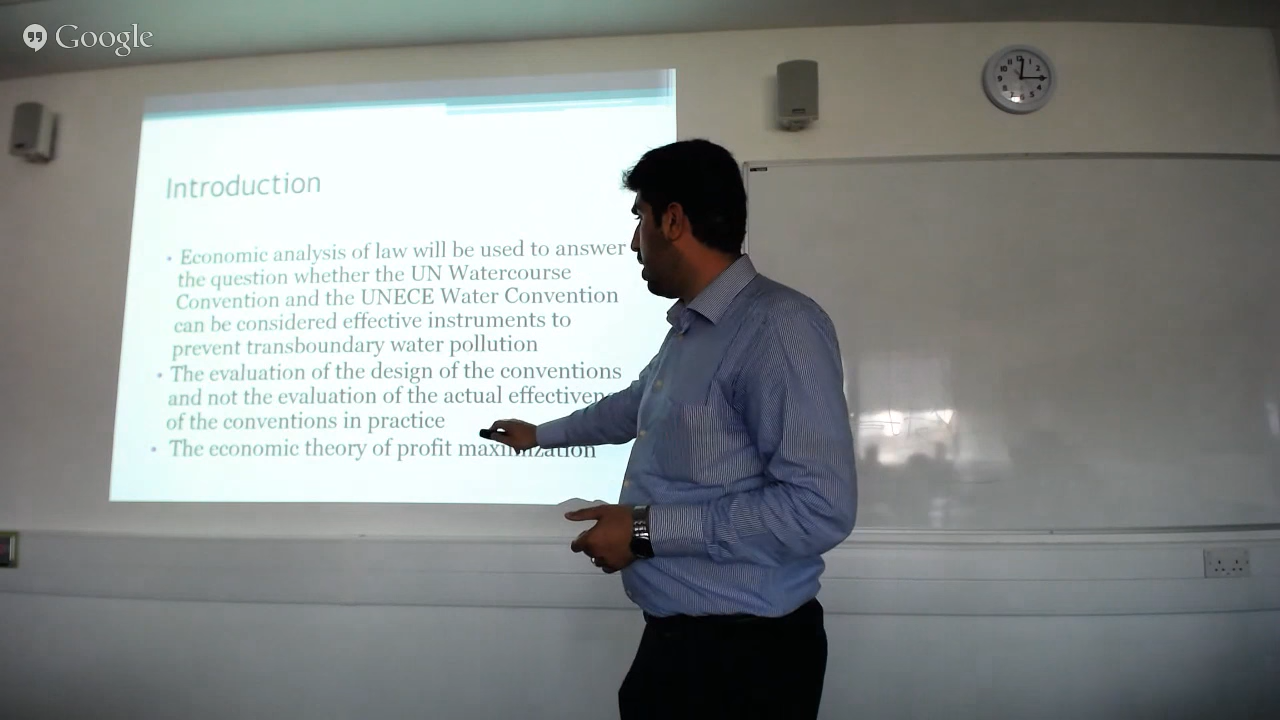 Google
Introduction
• Economic analysis of law will be used to answer
the question whether the UN Watercourse
Convention and the UNECE Water Convention
can be considered effective instruments to
prevent transboundary water pollution
• The evaluation of the design of the conventions
and not the evaluation of the actual
of the conventions in practice
• The economic theory of profit maximization